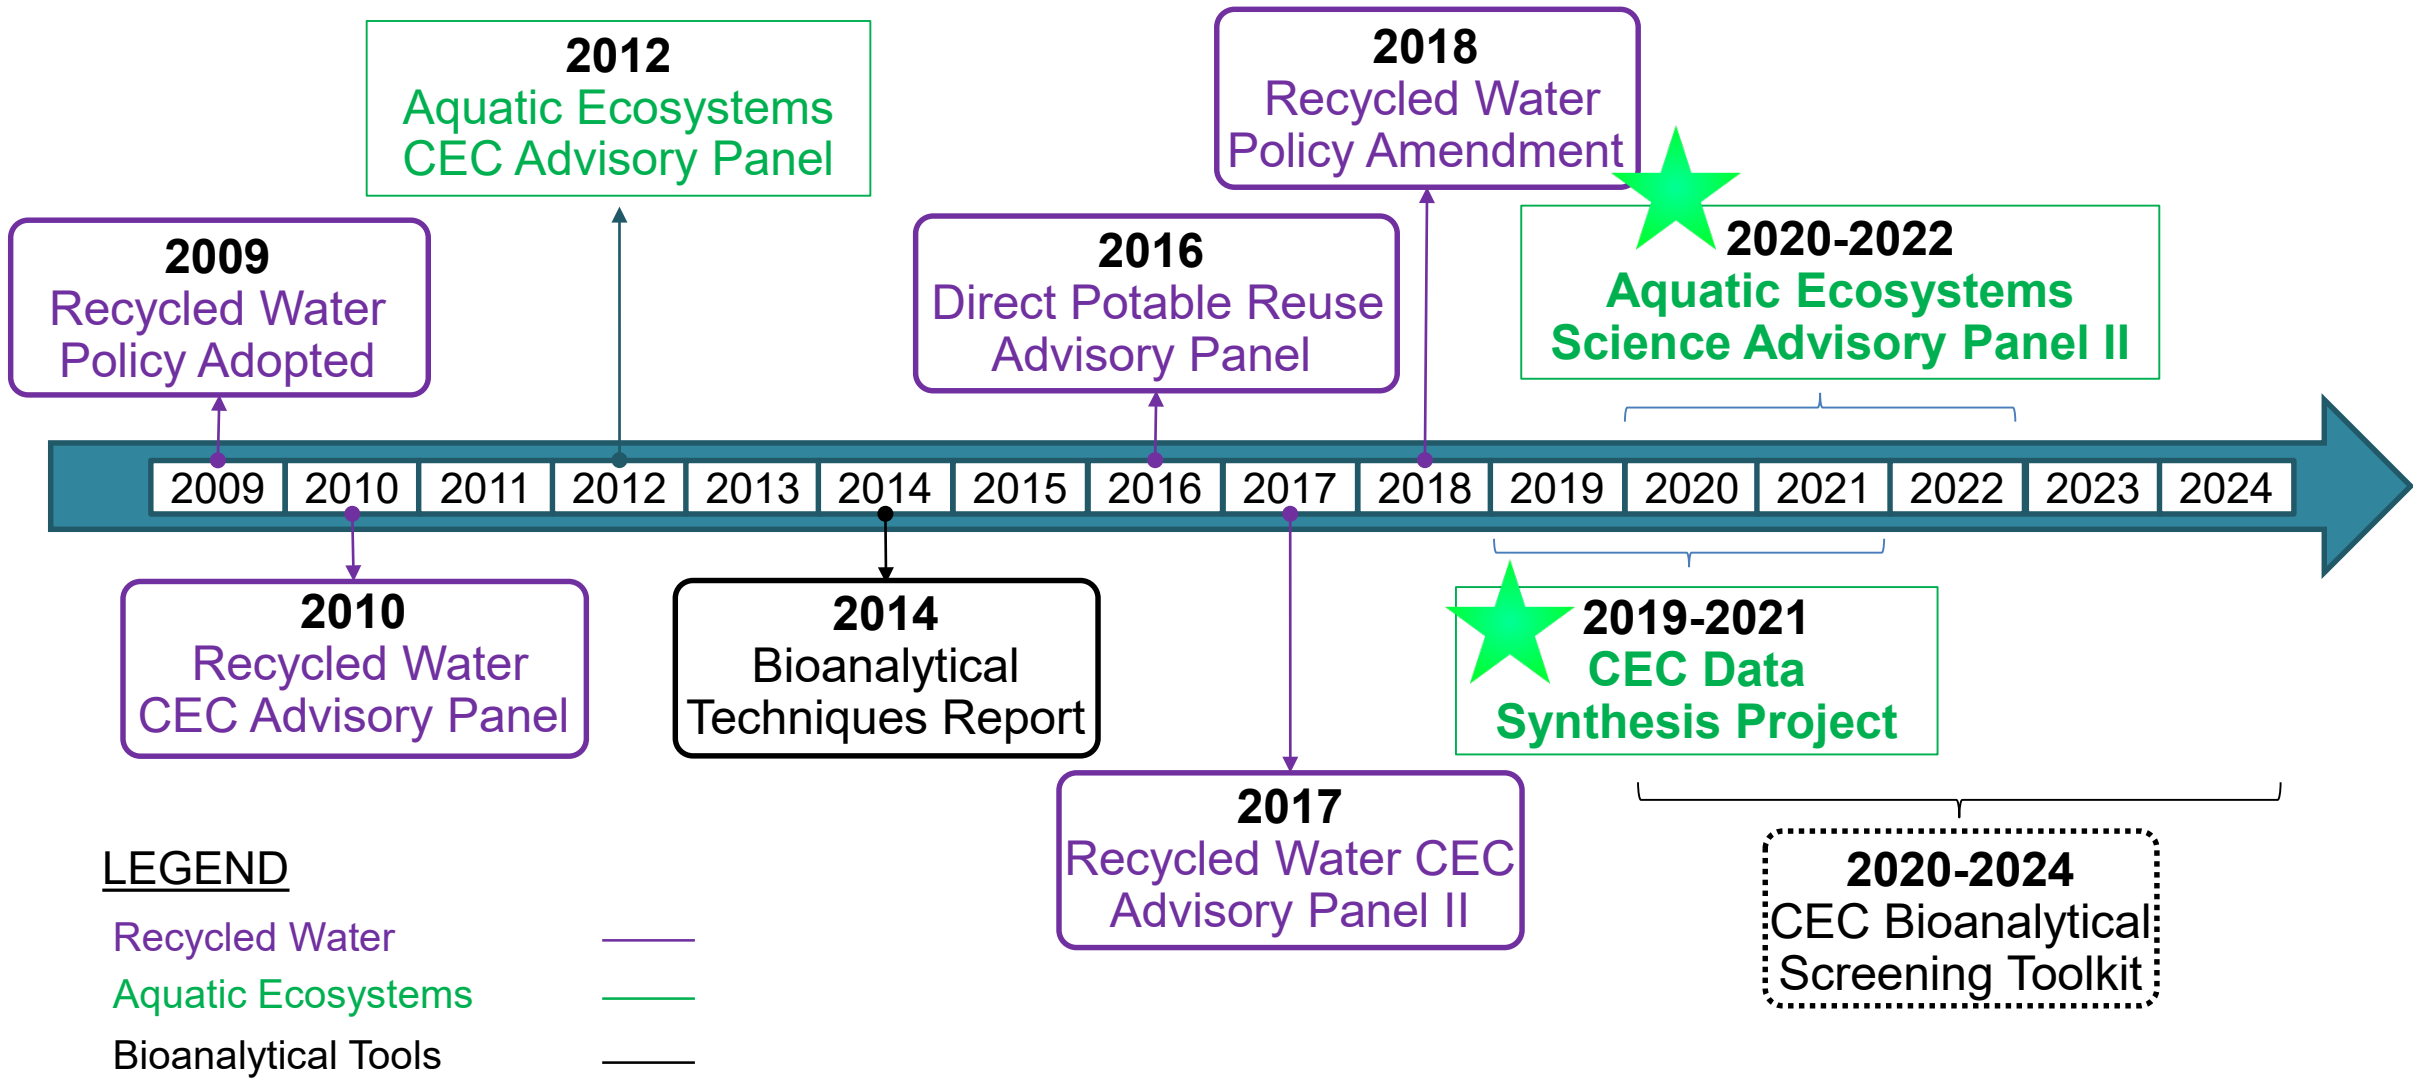 2012
Aquatic Ecosystems
CEC Advisory Panel
2018
Recycled Water
Policy Amendment
2009
Recycled Water
Policy Adopted
2016
Direct Potable Reuse
Advisory Panel
2020-2022
Aquatic Ecosystems
Science Advisory Panel II
2009 2010 2011 2012 2013 2014 2015 2016 2017 2018 2019 2020 2021 2022 2023 2024
2010
Recycled Water
CEC Advisory Panel
2014
Bioanalytical
Techniques Report
2019-2021
CEC Data
Synthesis Project
2017
Recycled Water CEC
Advisory Panel II
2020-2024
CEC Bioanalytical
Screening Toolkit
LEGEND
Recycled Water
Aquatic Ecosystems
Bioanalytical Tools